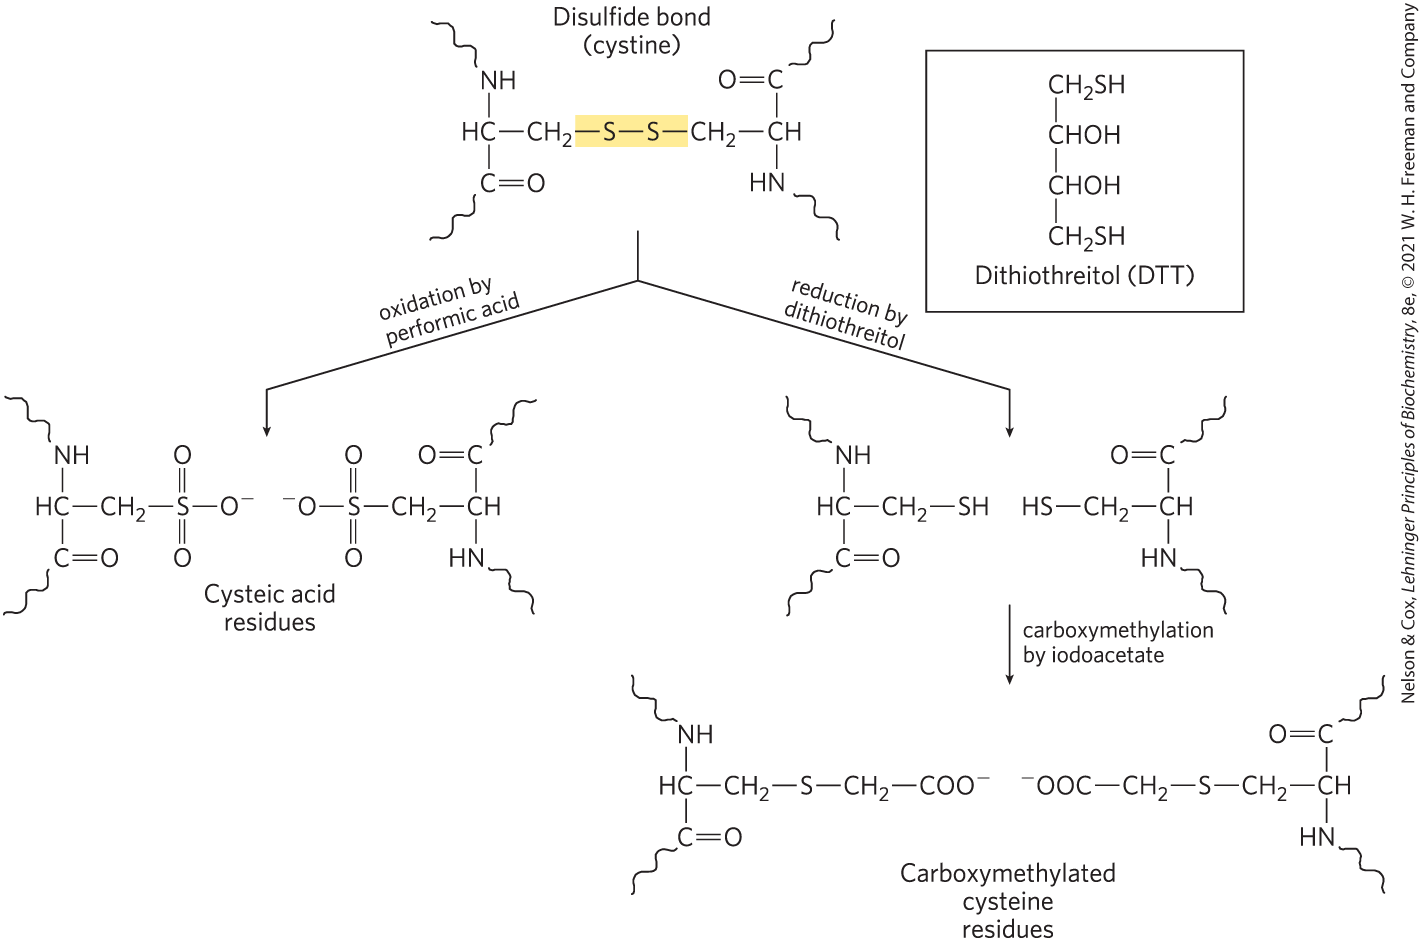 Disulfide bond
(cystine)
NH
HC—CH₂—S—S—CH₂—CH
C=O
O=C
HN
CH₂SH
CHOH
CHOH
CH₂SH
Dithiothreitol (DTT)
oxidation by
performic acid
reduction by
dithiothreitol
NH
O
O
O=C
HC—CH₂—S—O⁻
⁻O—S—CH₂—CH
C=O
O
O
HN
Cysteic acid
residues
NH
O=C
HC—CH₂—SH
HS—CH₂—CH
C=O
HN
carboxymethylation
by iodoacetate
NH
O=C
HC—CH₂—S—CH₂—COO⁻
⁻OOC—CH₂—S—CH₂—CH
C=O
HN
Carboxymethylated
cysteine
residues
Nelson & Cox, Lehninger Principles of Biochemistry, 8e, © 2021 W. H. Freeman and Company